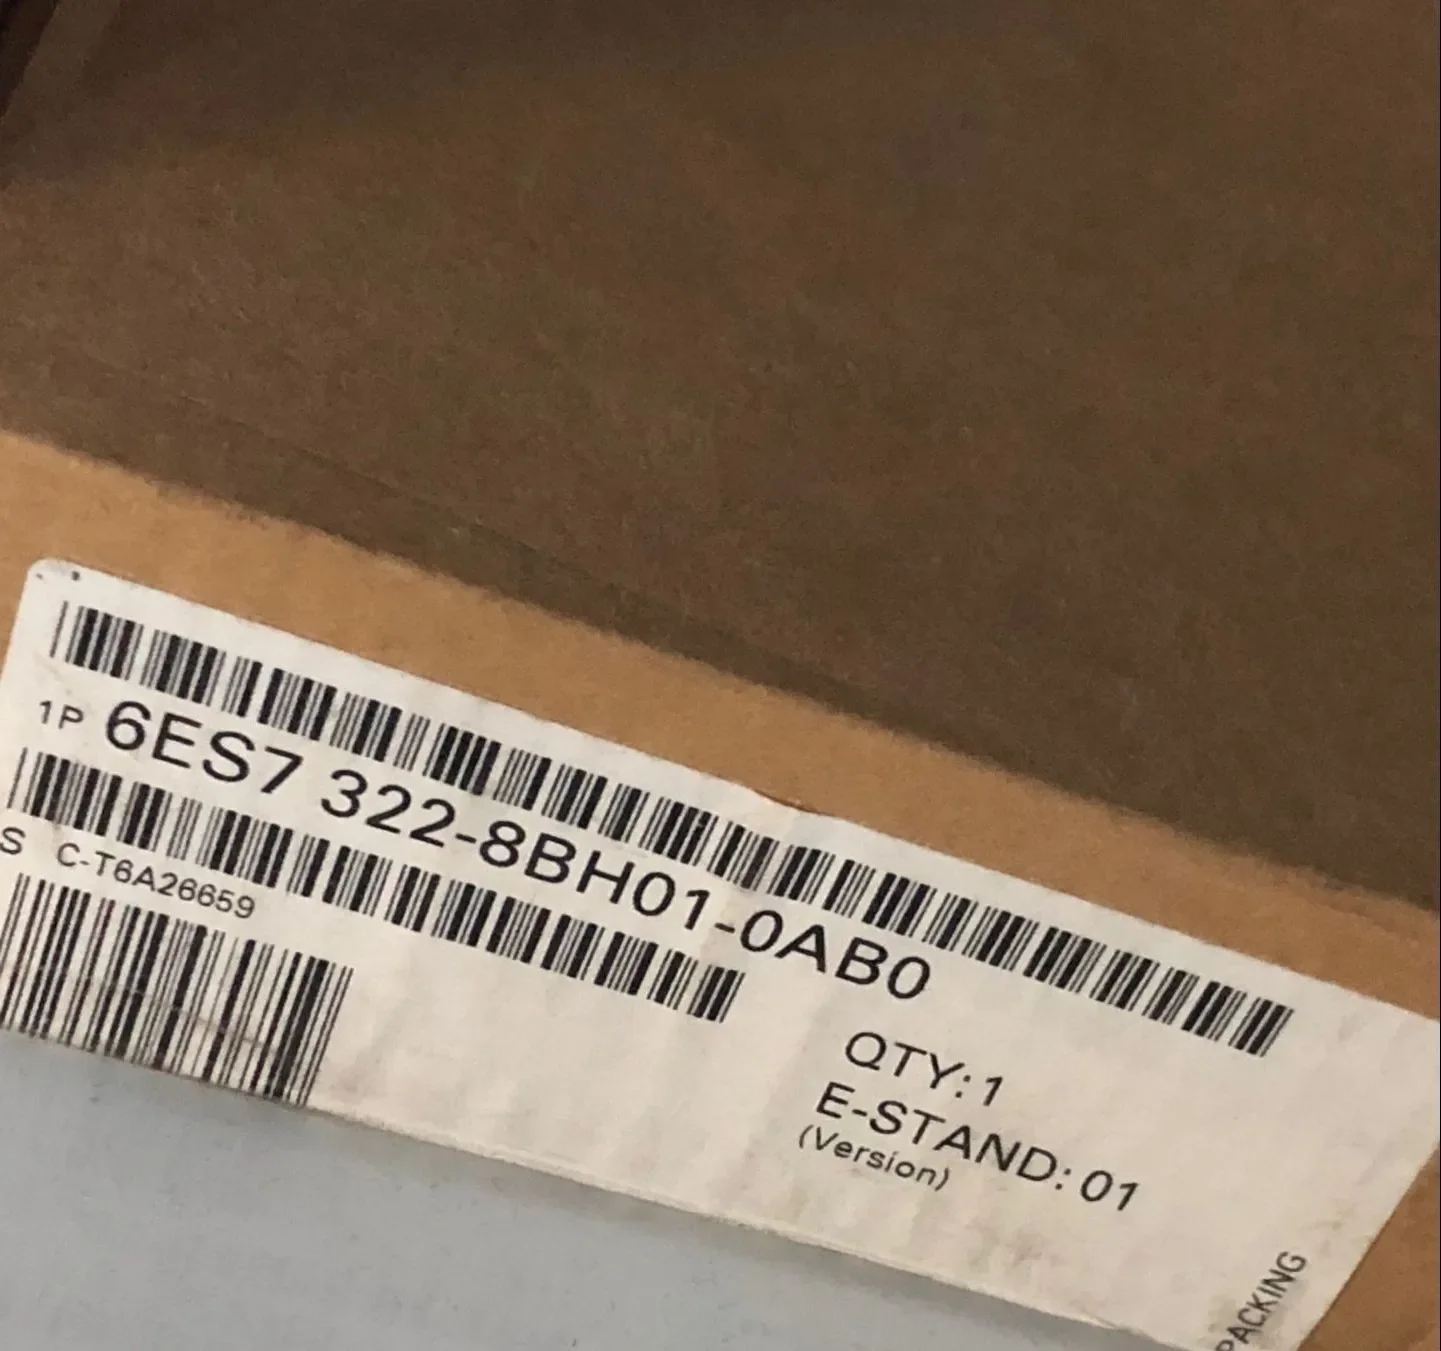 1P 6ES7 322-8BH01-0AB0
S C-T6A26659
QTY: 1
E-STAND: 01
(Version)
PACKING